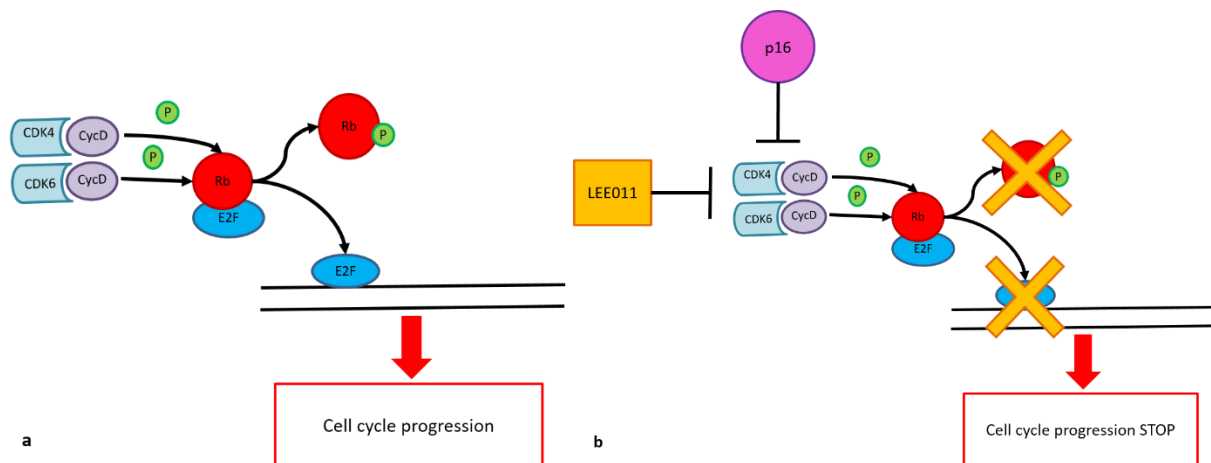 CDK4
CycD
P
CDK6
CycD
P
Rb
E2F
Rb
P
E2F
Cell cycle progression
a
p16
LEE011
CDK4
CycD
P
CDK6
CycD
P
Rb
E2F
P
Cell cycle progression STOP
b